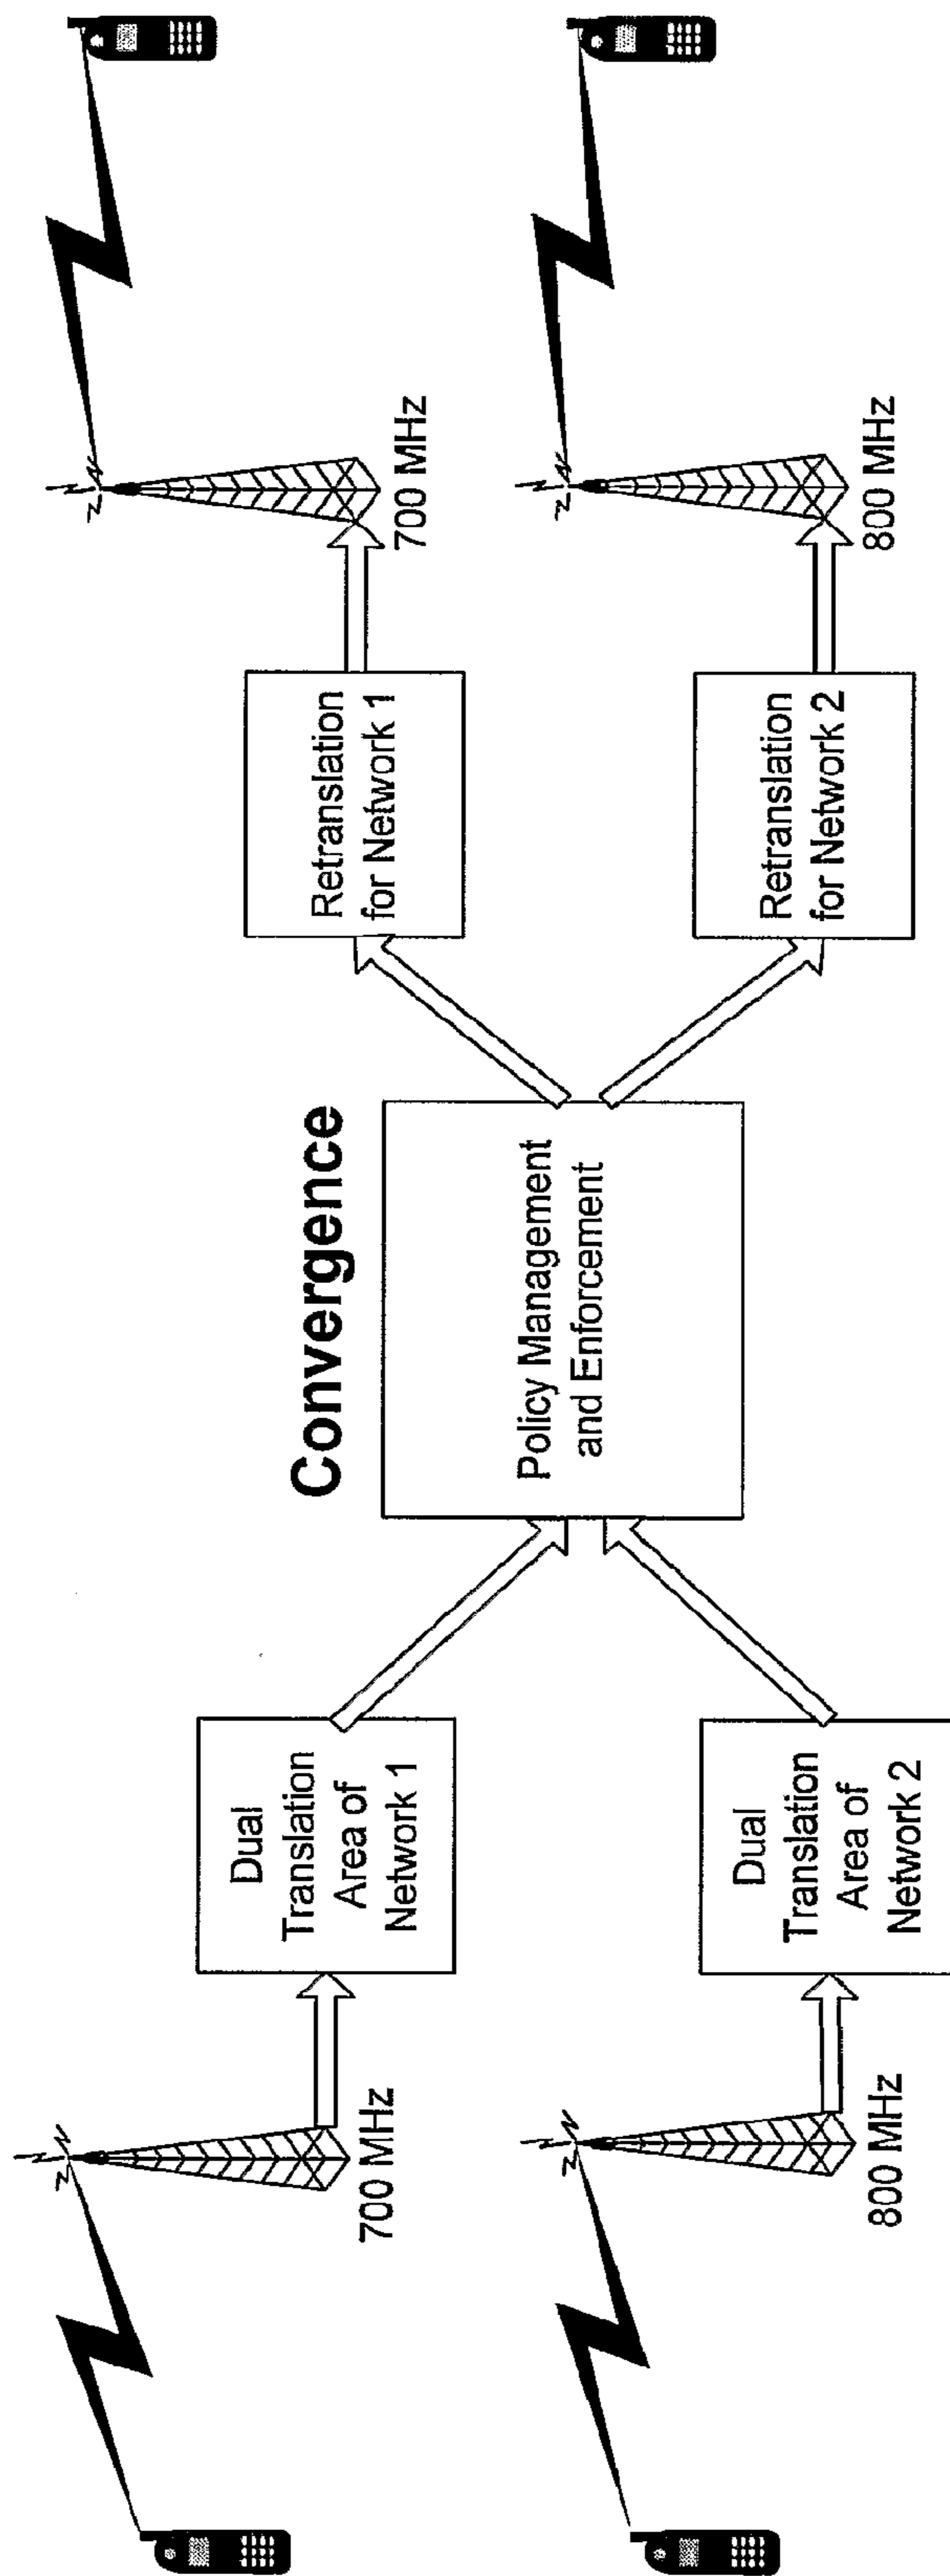 Convergence
700 MHz
Dual
Translation
Area of
Network 1
Policy Management
and Enforcement
Retranslation
for Network 1
700 MHz
800 MHz
Dual
Translation
Area of
Network 2
Retranslation
for Network 2
800 MHz